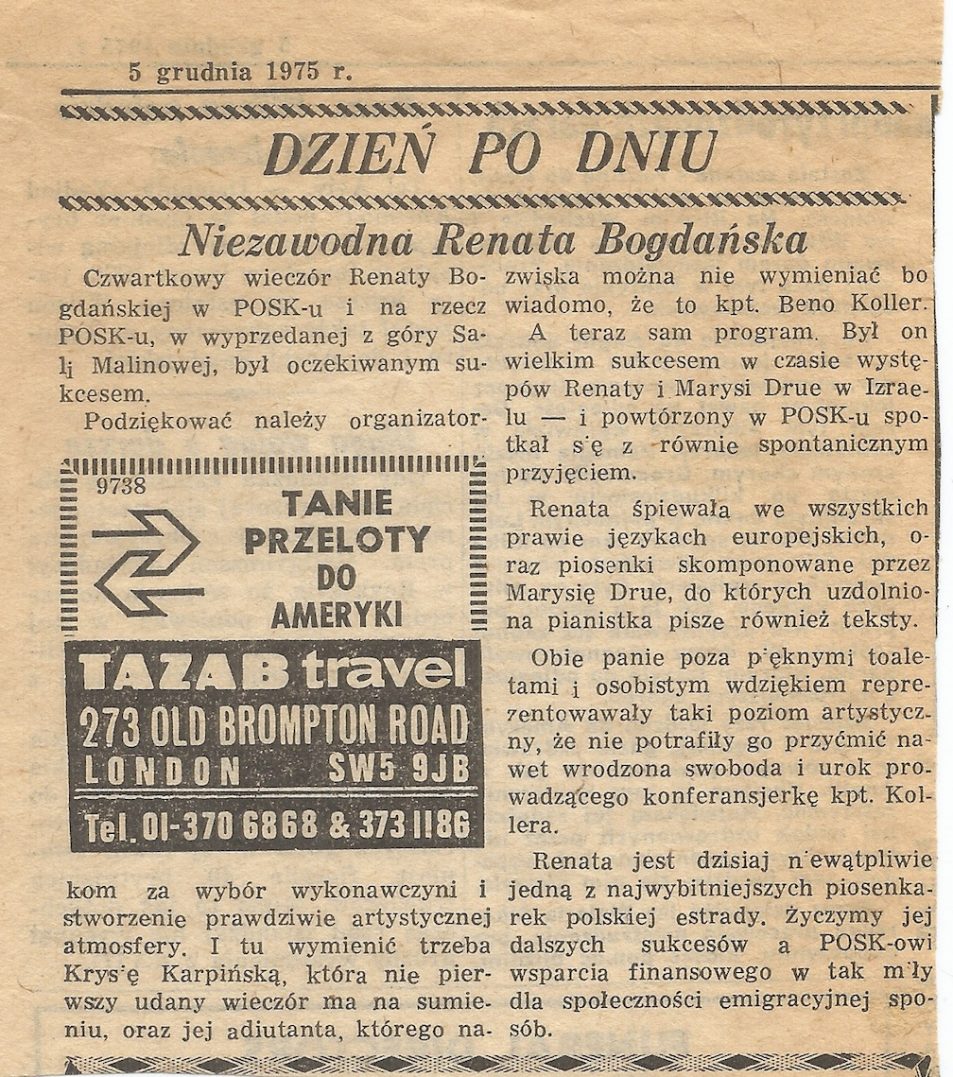 5 grudnia 1975 r.
DZIEŃ PO DNIU
Niezawodna Renata Bogdańska
Czwartkowy wieczór Renaty Bo-
gdańskiej w POSK-u i na rzecz
POSK-u, w wyprzedanej z góry Sa-
li Malinowej, był oczekiwanym su-
kcesem.
Podziękować należy organizator-
9738
TANIE
PRZELOTY
DO
AMERYKI
TAZAB travel
273 OLD BROMPTON ROAD
LONDON SW5 9JB
Tel. 01-370 6868 & 373 1186
kom za wybór wykonawczyni i
stworzenie prawdziwie artystycznej
atmosfery. I tu wymienić trzeba
Krysię Karpińską, która nie pier-
wszy udany wieczór ma na sumie-
niu, oraz jej adiutanta, którego na-
zwiska można nie wymieniać bo
wiadomo, że to kpt. Beno Koller.
A teraz sam program. Był on
wielkim sukcesem w czasie wystę-
pów Renaty i Marysi Drue w Izrae-
lu — i powtórzony w POSK-u spo-
tkał się z równie spontanicznym
przyjęciem.
Renata śpiewała we wszystkich
prawie językach europejskich, o-
raz piosenki skomponowane przez
Marysię Drue, do których uzdolnio-
na pianistka pisze również teksty.
Obie panie poza pięknymi toale-
tami i osobistym wdziękiem repre-
zentowawały taki poziom artystycz-
ny, że nie potrafiły go przyćmić na-
wet wrodzona swoboda i urok pro-
wadzącego konferansjerkę kpt. Kol-
lera.
Renata jest dzisiaj niewątpliwie
jedną z najwybitniejszych piosenka-
rek polskiej estrady. Życzymy jej
dalszych sukcesów a POSK-owi
wsparcia finansowego w tak miły
dla społeczności emigracyjnej spo-
sób.